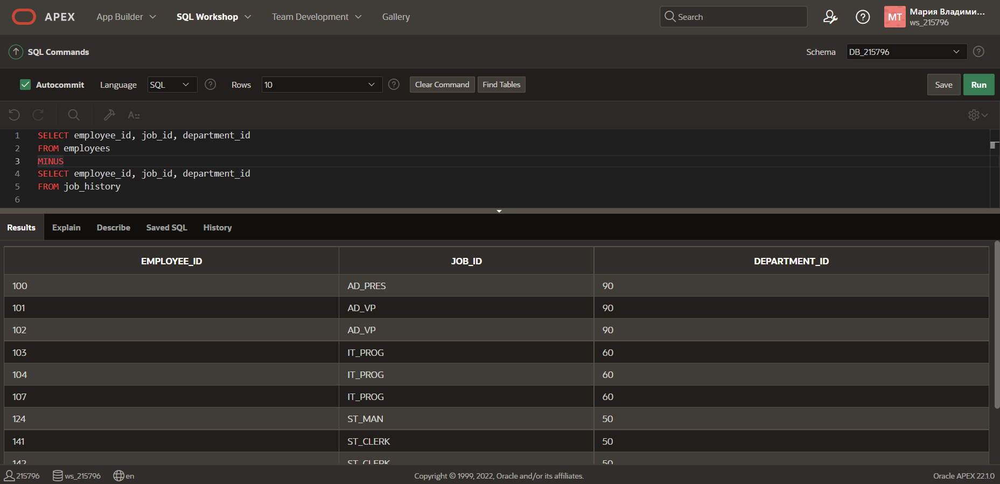 APEX App Builder SQL Workshop Team Development Gallery Search MT Мария Владими...
ws_215796
SQL Commands Schema DB_215796
Autocommit Language SQL Rows 10 Clear Command Find Tables Save Run
1 SELECT employee_id, job_id, department_id
2 FROM employees
3 MINUS
4 SELECT employee_id, job_id, department_id
5 FROM job_history
6
Results Explain Describe Saved SQL History
EMPLOYEE_ID JOB_ID DEPARTMENT_ID
100 AD_PRES 90
101 AD_VP 90
102 AD_VP 90
103 IT_PROG 60
104 IT_PROG 60
107 IT_PROG 60
124 ST_MAN 50
141 ST_CLERK 50
142 ST_CLERK 50
215796 ws_215796 en Copyright © 1999, 2022, Oracle and/or its affiliates. Oracle APEX 22.1.0